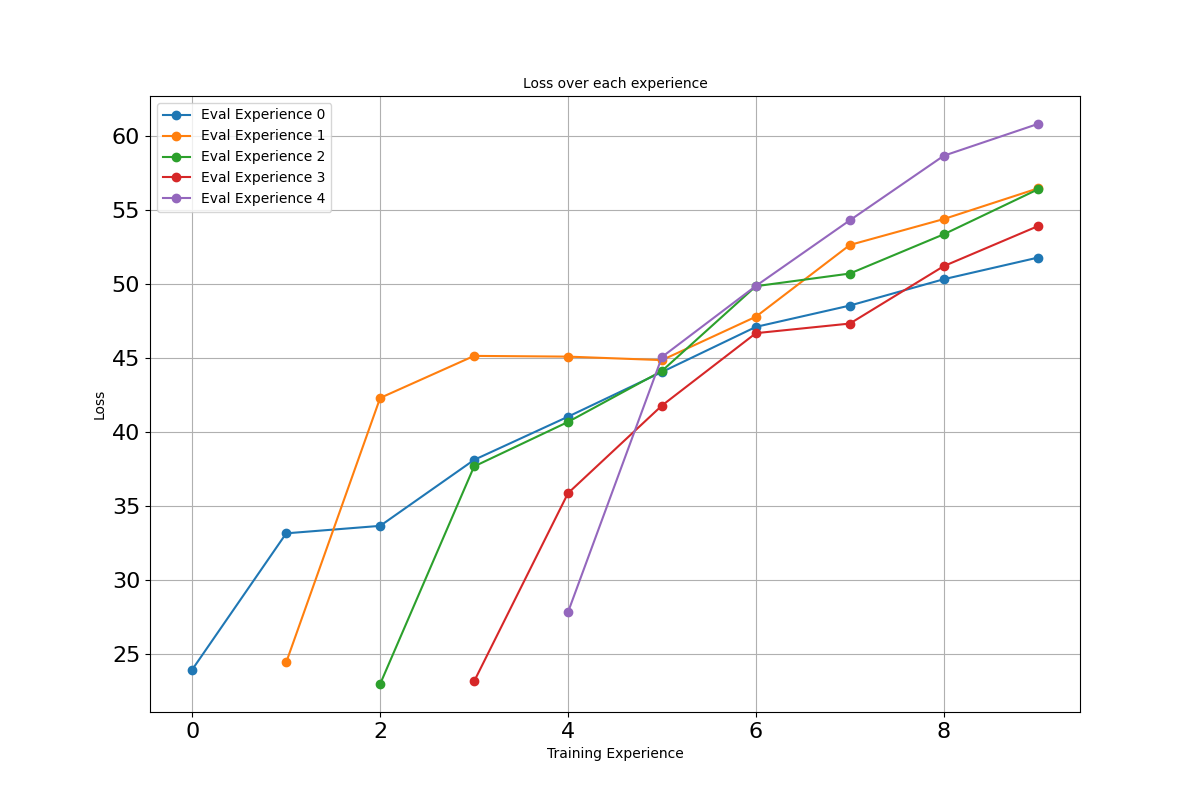 Loss over each experience
Eval Experience 0
Eval Experience 1
Eval Experience 2
Eval Experience 3
Eval Experience 4
60
55
50
45
40
35
30
25
Loss
0 2 4 6 8
Training Experience